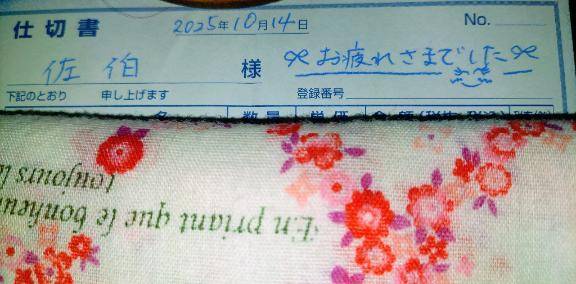 仕切書 2025年10月14日 No.
佐伯 様 お疲れさまでした
下記のとおり 申し上げます 登録番号
数量 単価 金額
En priant que le bonheur
toujours